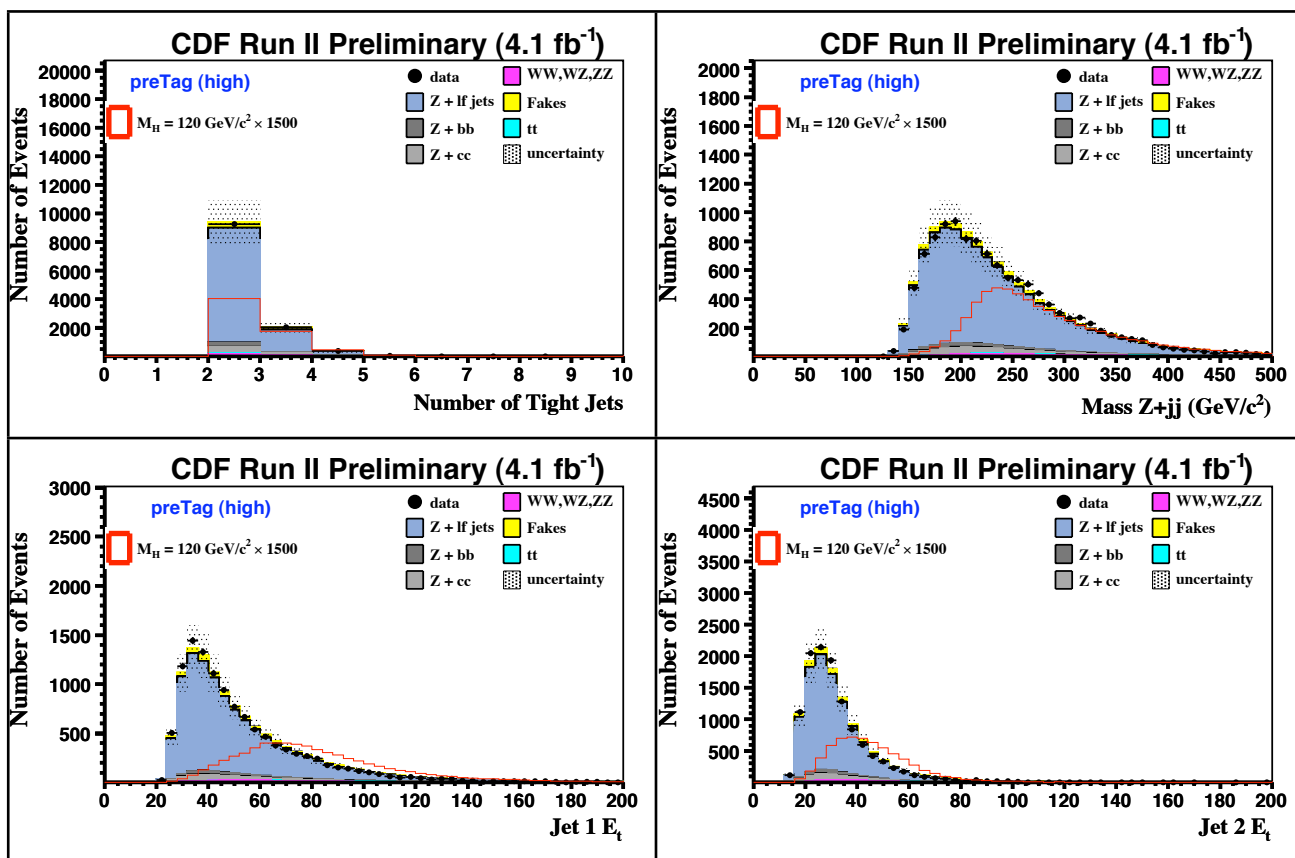 CDF Run II Preliminary (4.1 fb⁻¹)
Number of Events
20000
18000
16000
14000
12000
10000
8000
6000
4000
2000
preTag (high)
M_H = 120 GeV/c² × 1500
data
Z + lf jets
Z + bb
Z + cc
WW,WZ,ZZ
Fakes
tt
uncertainty
0 1 2 3 4 5 6 7 8 9 10
Number of Tight Jets
CDF Run II Preliminary (4.1 fb⁻¹)
Number of Events
2000
1800
1600
1400
1200
1000
800
600
400
200
0
preTag (high)
M_H = 120 GeV/c² × 1500
data
Z + lf jets
Z + bb
Z + cc
WW,WZ,ZZ
Fakes
tt
uncertainty
0 50 100 150 200 250 300 350 400 450 500
Mass Z+jj (GeV/c²)
CDF Run II Preliminary (4.1 fb⁻¹)
Number of Events
3000
2500
2000
1500
1000
500
preTag (high)
M_H = 120 GeV/c² × 1500
data
Z + lf jets
Z + bb
Z + cc
WW,WZ,ZZ
Fakes
tt
uncertainty
0 20 40 60 80 100 120 140 160 180 200
Jet 1 E_t
CDF Run II Preliminary (4.1 fb⁻¹)
Number of Events
4500
4000
3500
3000
2500
2000
1500
1000
500
preTag (high)
M_H = 120 GeV/c² × 1500
data
Z + lf jets
Z + bb
Z + cc
WW,WZ,ZZ
Fakes
tt
uncertainty
0 20 40 60 80 100 120 140 160 180 200
Jet 2 E_t